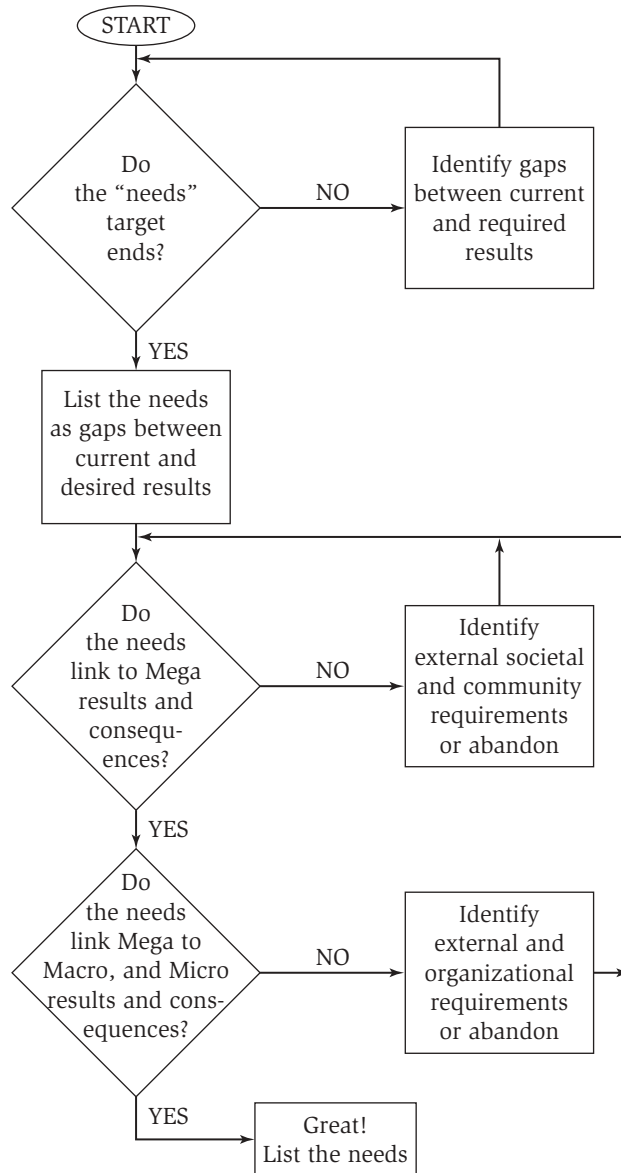 START
Do
the “needs”
target
ends?
NO
Identify gaps
between current
and required
results
YES
List the needs
as gaps between
current and
desired results
Do
the needs
link to Mega
results and
consequ-
ences?
NO
Identify
external societal
and community
requirements
or abandon
YES
Do
the needs
link Mega to
Macro, and Micro
results and cons-
equences?
NO
Identify
external and
organizational
requirements
or abandon
YES
Great!
List the needs